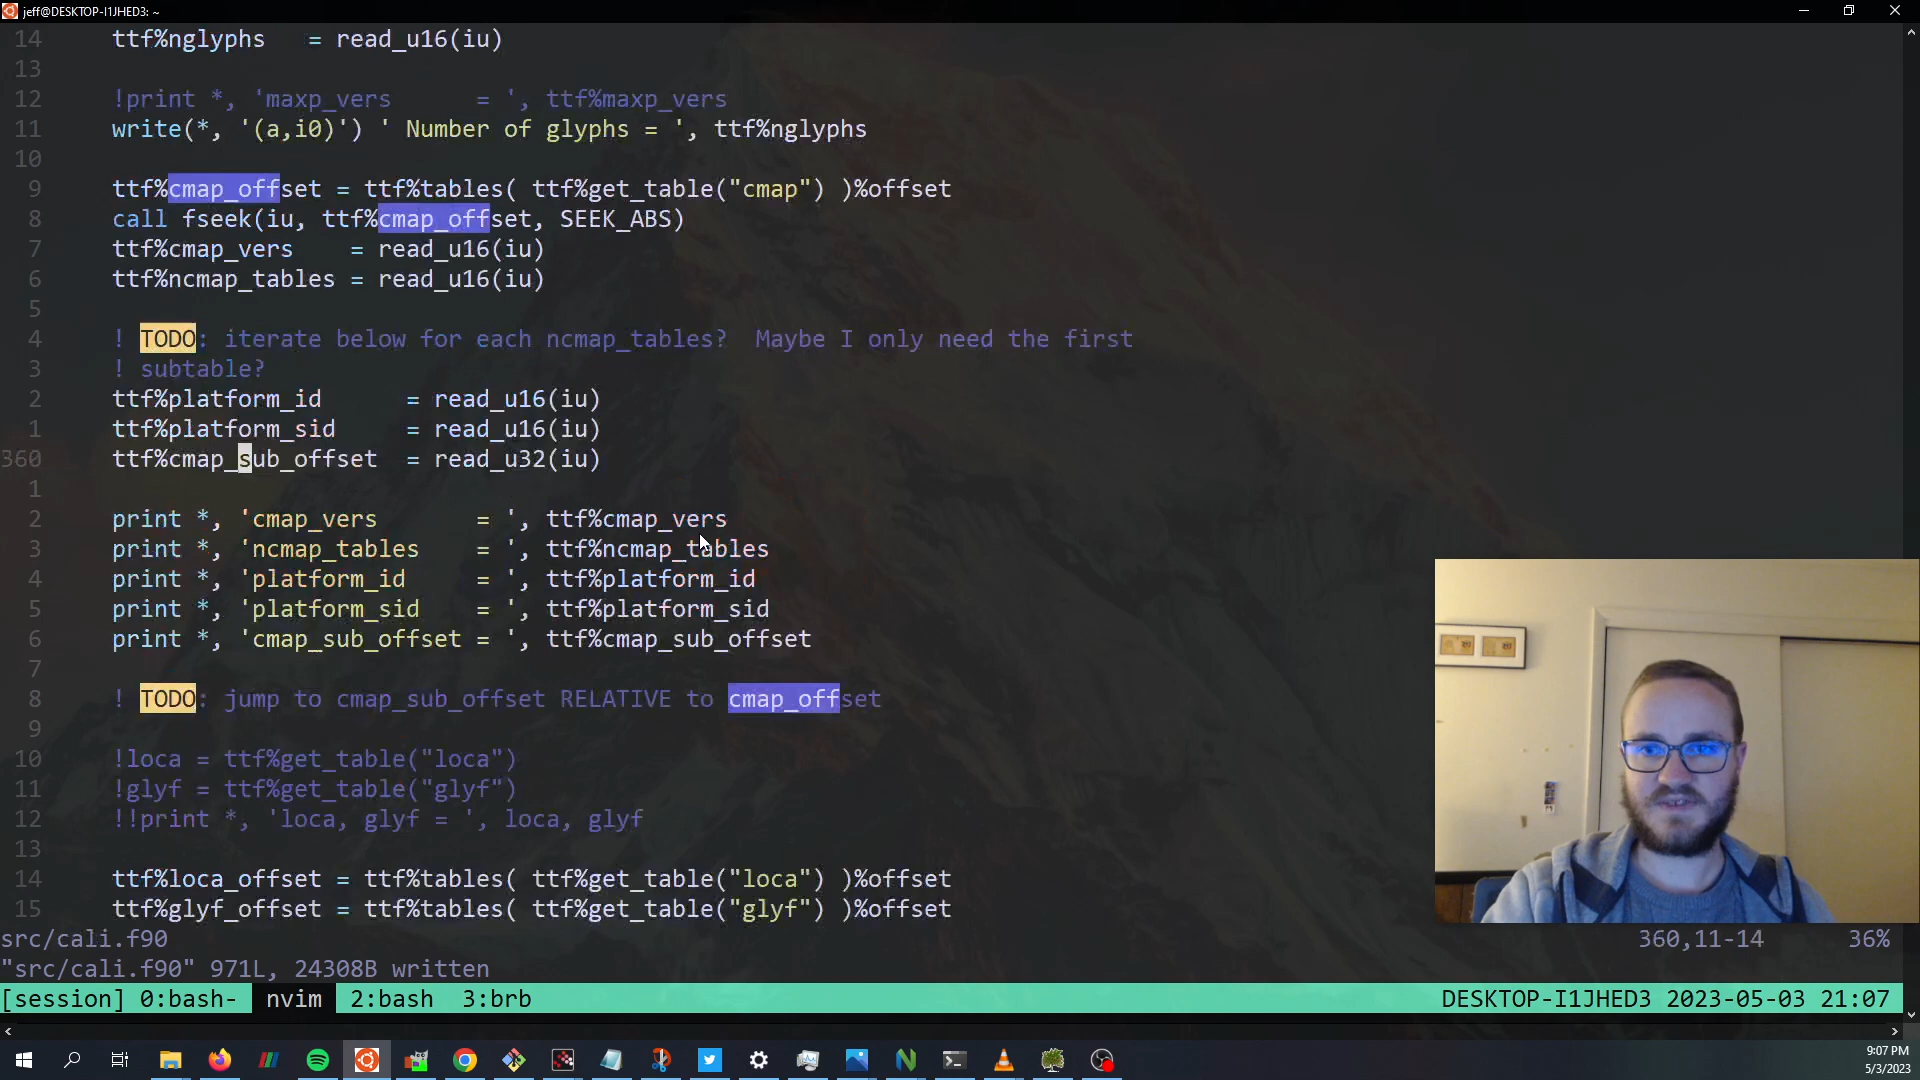 jeff@DESKTOP-I1JHED3: ~
14 ttf%nglyphs = read_u16(iu)
13
12 !print *, 'maxp_vers = ', ttf%maxp_vers
11 write(*, '(a,i0)') ' Number of glyphs = ', ttf%nglyphs
10
9 ttf%cmap_offset = ttf%tables( ttf%get_table("cmap") )%offset
8 call fseek(iu, ttf%cmap_offset, SEEK_ABS)
7 ttf%cmap_vers = read_u16(iu)
6 ttf%ncmap_tables = read_u16(iu)
5
4 ! TODO: iterate below for each ncmap_tables? Maybe I only need the first
3 ! subtable?
2 ttf%platform_id = read_u16(iu)
1 ttf%platform_sid = read_u16(iu)
360 ttf%cmap_sub_offset = read_u32(iu)
1
2 print *, 'cmap_vers = ', ttf%cmap_vers
3 print *, 'ncmap_tables = ', ttf%ncmap_tables
4 print *, 'platform_id = ', ttf%platform_id
5 print *, 'platform_sid = ', ttf%platform_sid
6 print *, 'cmap_sub_offset = ', ttf%cmap_sub_offset
7
8 ! TODO: jump to cmap_sub_offset RELATIVE to cmap_offset
9
10 !loca = ttf%get_table("loca")
11 !glyf = ttf%get_table("glyf")
12 !!print *, 'loca, glyf = ', loca, glyf
13
14 ttf%loca_offset = ttf%tables( ttf%get_table("loca") )%offset
15 ttf%glyf_offset = ttf%tables( ttf%get_table("glyf") )%offset
src/cali.f90 360,11-14 36%
"src/cali.f90" 971L, 24308B written
[session] 0:bash- nvim 2:bash 3:brb DESKTOP-I1JHED3 2023-05-03 21:07
9:07 PM
5/3/2023